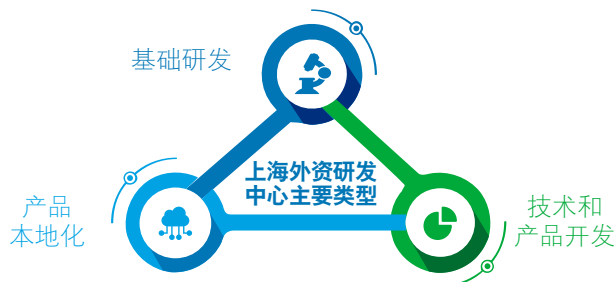 基础研发
上海外资研发
中心主要类型
产品
本地化
技术和
产品开发